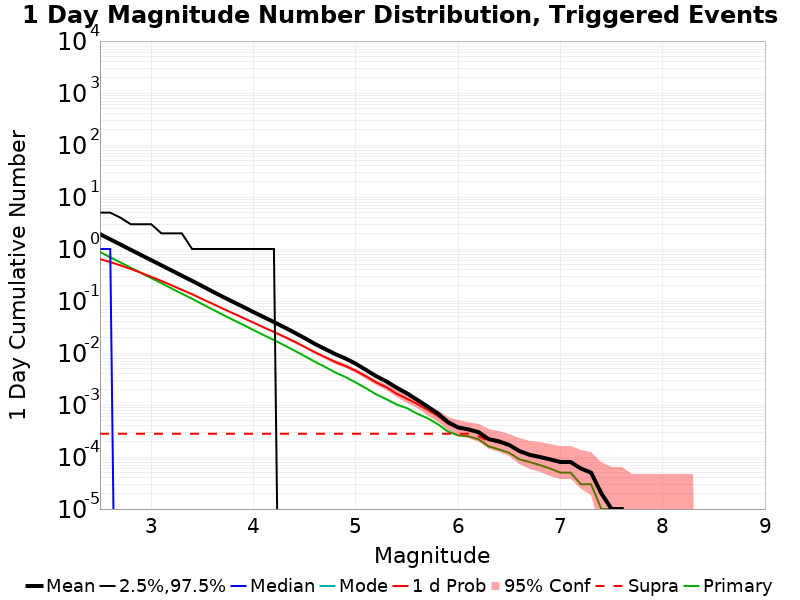 1 Day Magnitude Number Distribution, Triggered Events
1 Day Cumulative Number
10^4
10^3
10^2
10^1
10^0
10^-1
10^-2
10^-3
10^-4
10^-5
3 4 5 6 7 8 9
Magnitude
Mean 2.5%,97.5% Median Mode 1 d Prob 95% Conf Supra Primary